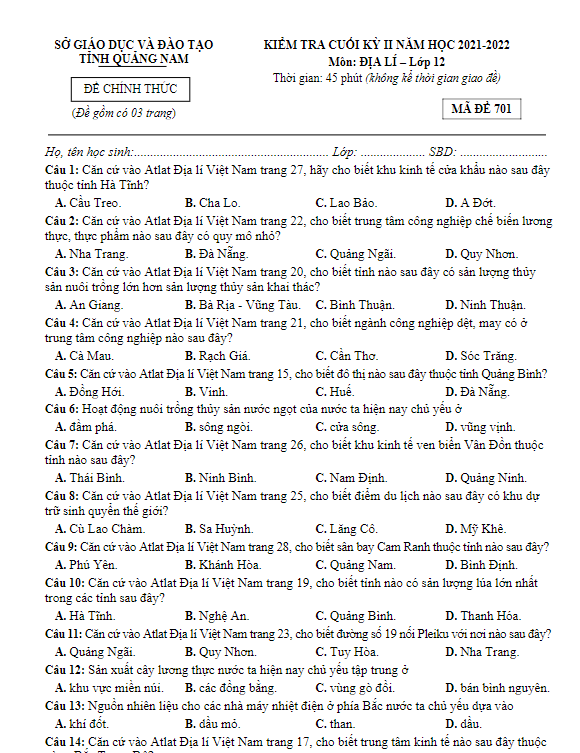 SỞ GIÁO DỤC VÀ ĐÀO TẠO
TỈNH QUẢNG NAM
ĐỀ CHÍNH THỨC
(Đề gồm có 03 trang)
KIỂM TRA CUỐI KỲ II NĂM HỌC 2021-2022
Môn: ĐỊA LÍ – Lớp 12
Thời gian: 45 phút (không kể thời gian giao đề)
MÃ ĐỀ 701
Họ, tên học sinh:............................................................ Lớp: .................... SBD: ...........................
Câu 1: Căn cứ vào Atlat Địa lí Việt Nam trang 27, hãy cho biết khu kinh tế cửa khẩu nào sau đây
thuộc tỉnh Hà Tĩnh?
A. Cầu Treo. B. Cha Lo. C. Lao Bảo. D. A Đớt.
Câu 2: Căn cứ vào Atlat Địa lí Việt Nam trang 22, cho biết trung tâm công nghiệp chế biến lương
thực, thực phẩm nào sau đây có quy mô nhỏ?
A. Nha Trang. B. Đà Nẵng. C. Quảng Ngãi. D. Quy Nhơn.
Câu 3: Căn cứ vào Atlat Địa lí Việt Nam trang 20, cho biết tỉnh nào sau đây có sản lượng thủy
sản nuôi trồng lớn hơn sản lượng thủy sản khai thác?
A. An Giang. B. Bà Rịa - Vũng Tàu. C. Bình Thuận. D. Ninh Thuận.
Câu 4: Căn cứ vào Atlat Địa lí Việt Nam trang 21, cho biết ngành công nghiệp dệt, may có ở
trung tâm công nghiệp nào sau đây?
A. Cà Mau. B. Rạch Giá. C. Cần Thơ. D. Sóc Trăng.
Câu 5: Căn cứ vào Atlat Địa lí Việt Nam trang 15, cho biết đô thị nào sau đây thuộc tỉnh Quảng Bình?
A. Đồng Hới. B. Vinh. C. Huế. D. Đà Nẵng.
Câu 6: Hoạt động nuôi trồng thủy sản nước ngọt của nước ta hiện nay chủ yếu ở
A. đầm phá. B. sông ngòi. C. cửa sông. D. vũng vịnh.
Câu 7: Căn cứ vào Atlat Địa lí Việt Nam trang 26, cho biết khu kinh tế ven biển Vân Đồn thuộc
tỉnh nào sau đây?
A. Thái Bình. B. Ninh Bình. C. Nam Định. D. Quảng Ninh.
Câu 8: Căn cứ vào Atlat Địa lí Việt Nam trang 25, cho biết điểm du lịch nào sau đây có khu dự
trữ sinh quyển thế giới?
A. Cù Lao Chàm. B. Sa Huỳnh. C. Lăng Cô. D. Mỹ Khê.
Câu 9: Căn cứ vào Atlat Địa lí Việt Nam trang 28, cho biết sân bay Cam Ranh thuộc tỉnh nào sau đây?
A. Phú Yên. B. Khánh Hòa. C. Quảng Nam. D. Bình Định.
Câu 10: Căn cứ vào Atlat Địa lí Việt Nam trang 19, cho biết tỉnh nào có sản lượng lúa lớn nhất
trong các tỉnh sau đây?
A. Hà Tĩnh. B. Nghệ An. C. Quảng Bình. D. Thanh Hóa.
Câu 11: Căn cứ vào Atlat Địa lí Việt Nam trang 23, cho biết đường số 19 nối Pleiku với nơi nào sau đây?
A. Quảng Ngãi. B. Quy Nhơn. C. Tuy Hòa. D. Nha Trang.
Câu 12: Sản xuất cây lương thực nước ta hiện nay chủ yếu tập trung ở
A. khu vực miền núi. B. các đồng bằng. C. vùng gò đồi. D. bán bình nguyên.
Câu 13: Nguồn nhiên liệu cho các nhà máy nhiệt điện ở phía Bắc nước ta chủ yếu dựa vào
A. khí đốt. B. dầu mỏ. C. than. D. dầu.
Câu 14: Căn cứ vào Atlat Địa lí Việt Nam trang 17, cho biết trung tâm kinh tế nào sau đây thuộc